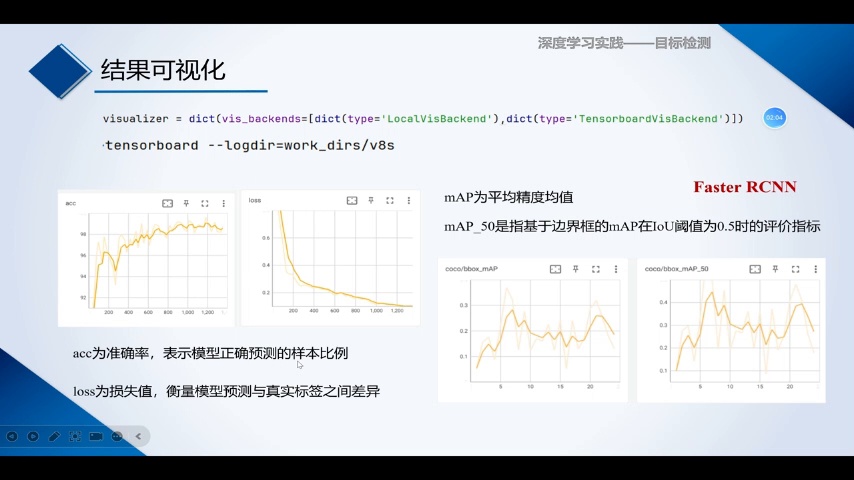 深度学习实践——目标检测
结果可视化
visualizer = dict(vis_backends=[dict(type='LocalVisBackend'),dict(type='TensorboardVisBackend')])
02:04
tensorboard --logdir=work_dirs/v8s
Faster RCNN
mAP为平均精度均值
mAP_50是指基于边界框的mAP在IoU阈值为0.5时的评价指标
acc
98
96
94
92
200 400 600 800 1,000 1,200
loss
0.6
0.4
0.2
200 400 600 800 1,000 1,200
coco/bbox_mAP
0.3
0.2
0.1
5 10 15 20
coco/bbox_mAP_50
0.4
0.3
0.2
0.1
5 10 15 20
acc为准确率，表示模型正确预测的样本比例
loss为损失值，衡量模型预测与真实标签之间差异